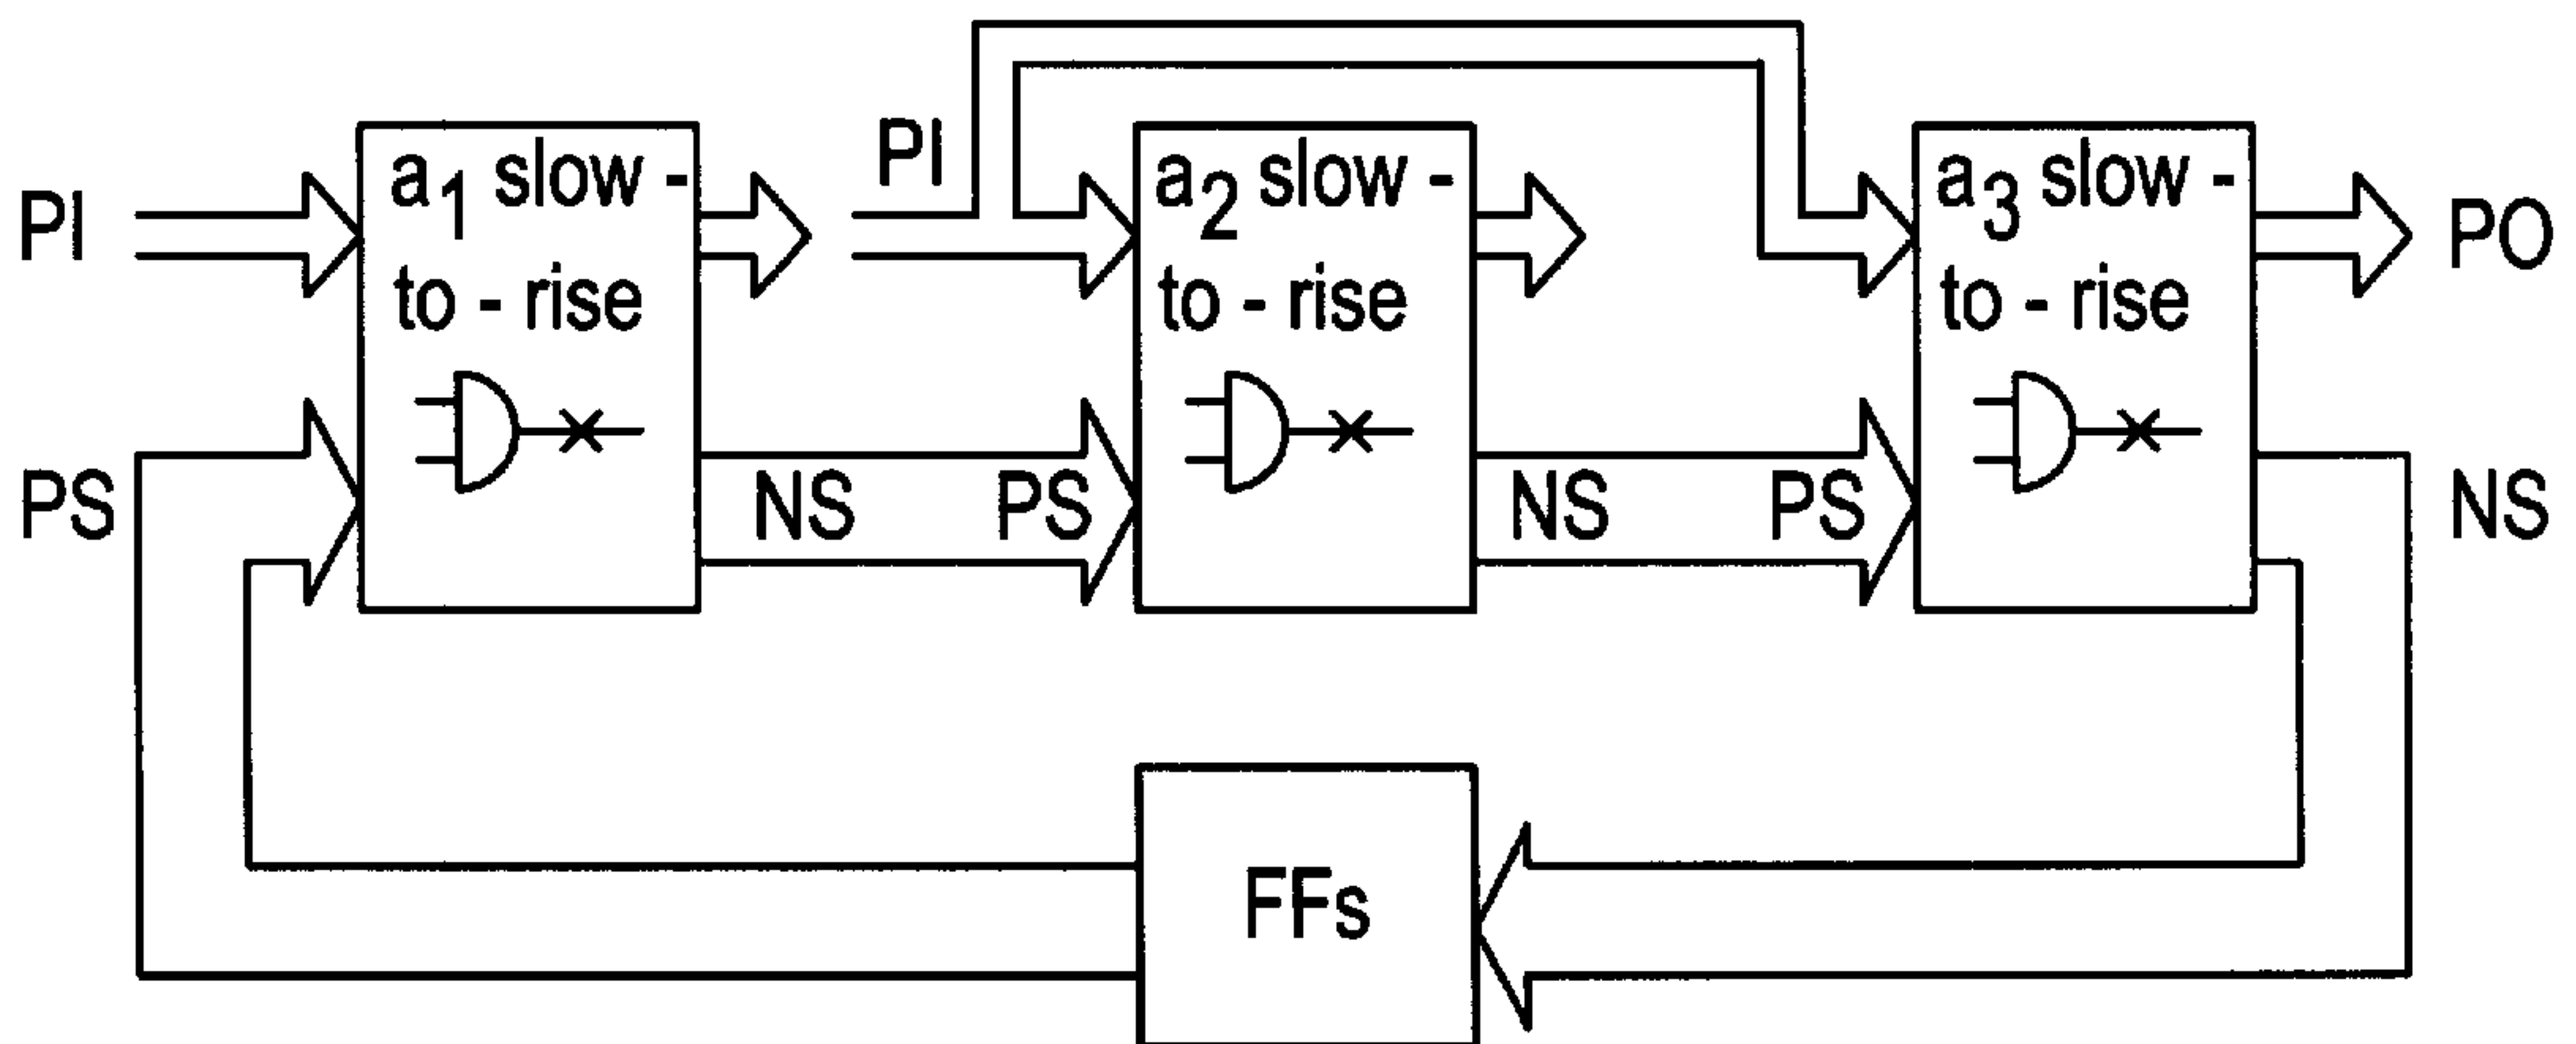 PI
a1 slow -
to - rise
PI
a2 slow -
to - rise
a3 slow -
to - rise
PO
PS
NS
PS
NS
PS
NS
FFs